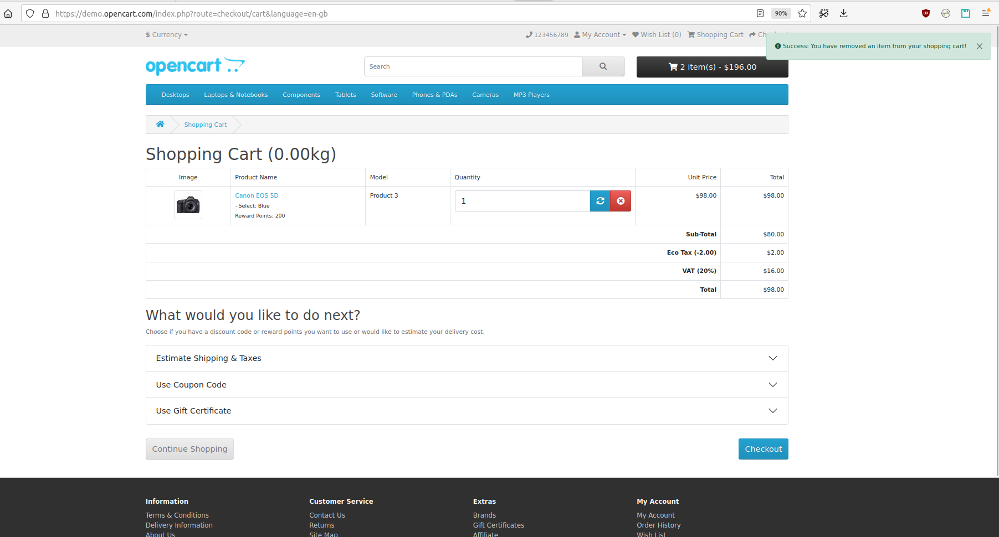 https://demo.opencart.com/index.php?route=checkout/cart&language=en-gb
90%
$ Currency
123456789 My Account Wish List (0) Shopping Cart
Success: You have removed an item from your shopping cart!
opencart
Search
2 item(s) - $196.00
Desktops Laptops & Notebooks Components Tablets Software Phones & PDAs Cameras MP3 Players
Shopping Cart
Shopping Cart (0.00kg)
Image Product Name Model Quantity Unit Price Total
Canon EOS 5D Product 3 1 $98.00 $98.00
- Select: Blue
Reward Points: 200
Sub-Total $80.00
Eco Tax (-2.00) $2.00
VAT (20%) $16.00
Total $98.00
What would you like to do next?
Choose if you have a discount code or reward points you want to use or would like to estimate your delivery cost.
Estimate Shipping & Taxes
Use Coupon Code
Use Gift Certificate
Continue Shopping Checkout
Information Customer Service Extras My Account
Terms & Conditions Contact Us Brands My Account
Delivery Information Returns Gift Certificates Order History
About Us Site Map Affiliate Wish List